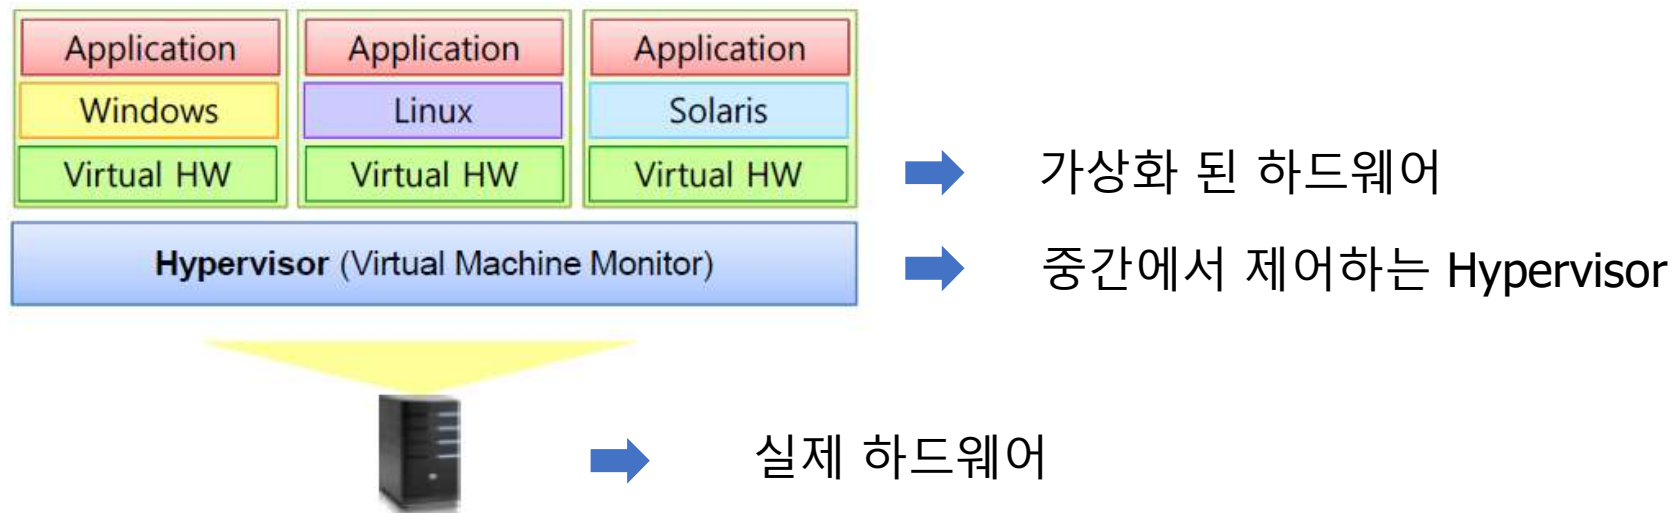 Application Application Application
Windows Linux Solaris
Virtual HW Virtual HW Virtual HW
가상화 된 하드웨어
Hypervisor (Virtual Machine Monitor)
중간에서 제어하는 Hypervisor
실제 하드웨어